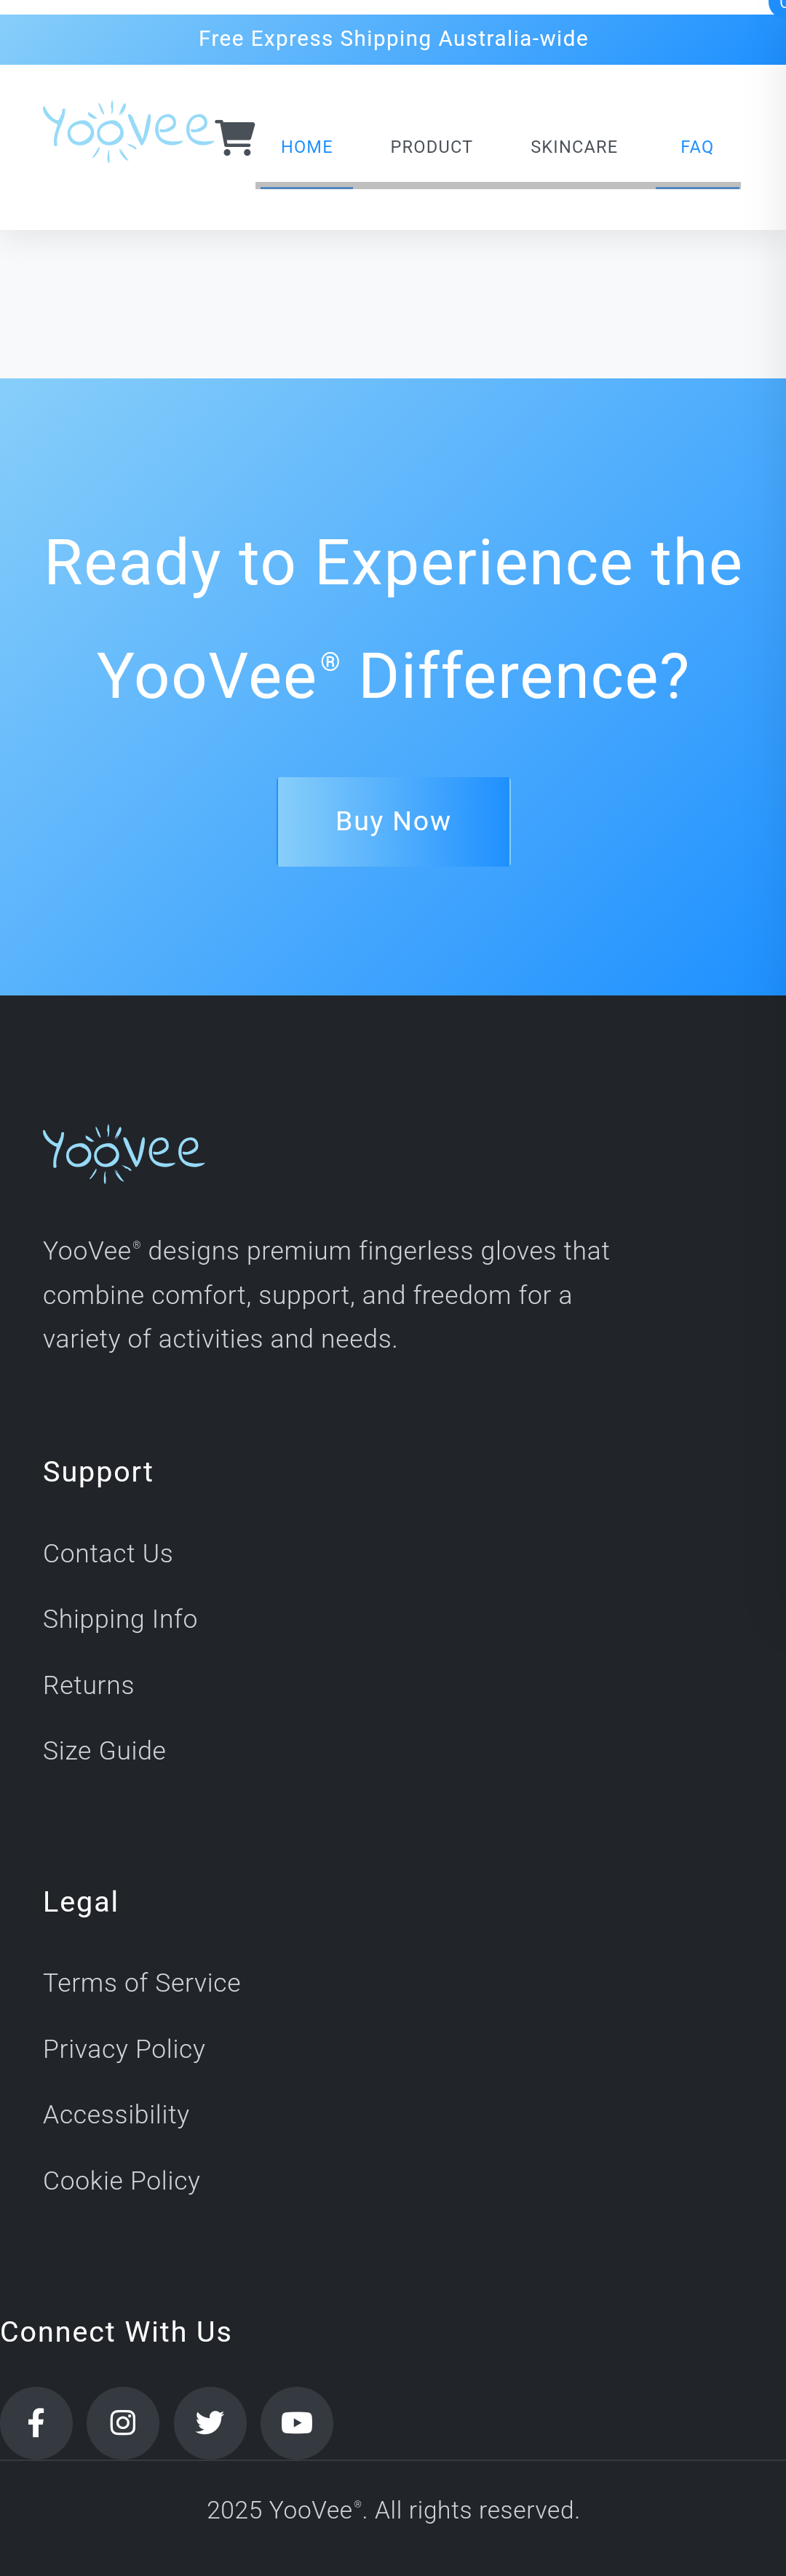 Free Express Shipping Australia-wide
YooVee
HOME PRODUCT SKINCARE FAQ
Ready to Experience the
YooVee® Difference?
Buy Now
YooVee
YooVee® designs premium fingerless gloves that
combine comfort, support, and freedom for a
variety of activities and needs.
Support
Contact Us
Shipping Info
Returns
Size Guide
Legal
Terms of Service
Privacy Policy
Accessibility
Cookie Policy
Connect With Us
2025 YooVee®. All rights reserved.